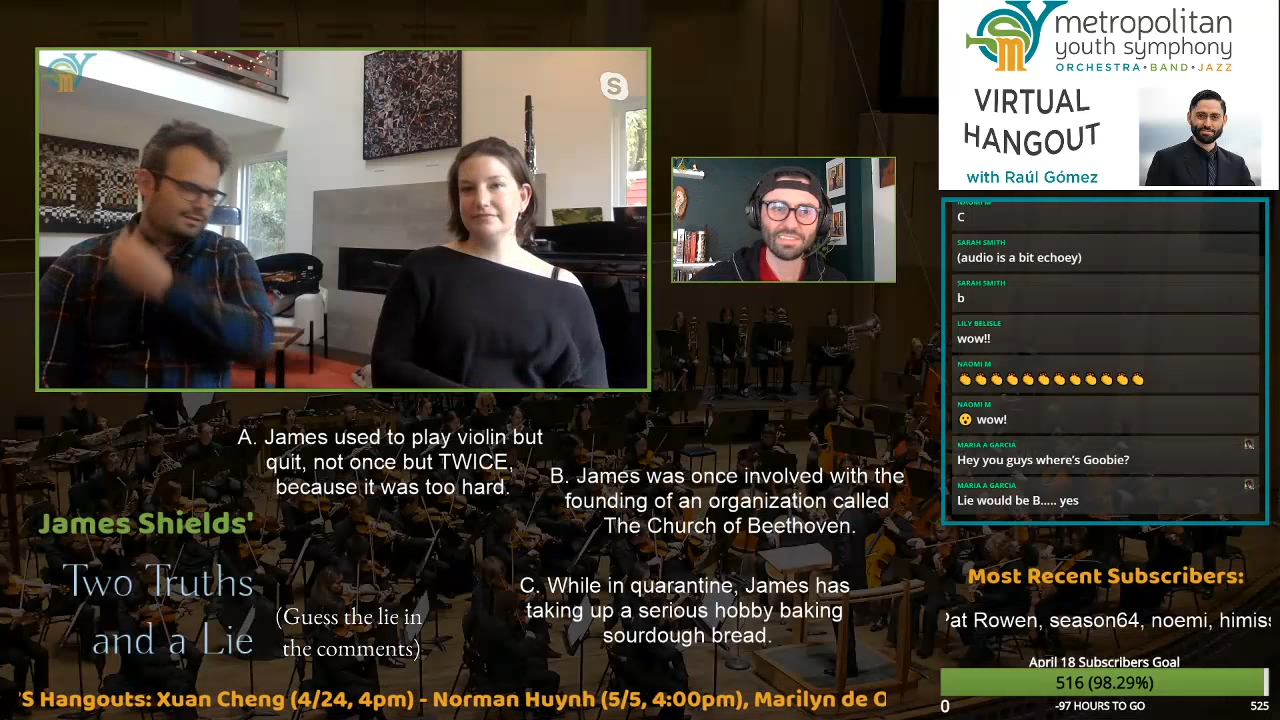 metropolitan
youth symphony
ORCHESTRA•BAND•JAZZ
VIRTUAL
HANGOUT
with Raúl Gómez
S
NAOMI M
C
SARAH SMITH
(audio is a bit echoey)
SARAH SMITH
b
LILY BELISLE
wow!!
NAOMI M
👏👏👏👏👏👏👏👏👏👏👏👏
NAOMI M
😮 wow!
MARIA A GARCIA
Hey you guys where's Goobie?
MARIA A GARCIA
Lie would be B..... yes
A. James used to play violin but
quit, not once but TWICE,
because it was too hard.
B. James was once involved with the
founding of an organization called
The Church of Beethoven.
C. While in quarantine, James has
taking up a serious hobby baking
sourdough bread.
James Shields'
Two Truths
and a Lie
(Guess the lie in
the comments)
Most Recent Subscribers:
Pat Rowen, season64, noemi, himis
April 18 Subscribers Goal
516 (98.29%)
0 -97 HOURS TO GO 525
'S Hangouts: Xuan Cheng (4/24, 4pm) - Norman Huynh (5/5, 4:00pm), Marilyn de